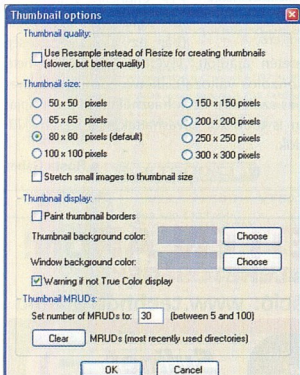 Thumbnail options
Thumbnail quality:
Use Resample instead of Resize for creating thumbnails
(slower, but better quality)
Thumbnail size:
50 x 50 pixels
150 x 150 pixels
65 x 65 pixels
200 x 200 pixels
80 x 80 pixels (default)
250 x 250 pixels
100 x 100 pixels
300 x 300 pixels
Stretch small images to thumbnail size
Thumbnail display:
Paint thumbnail borders
Thumbnail background color: Choose
Window background color: Choose
Warning if not True Color display
Thumbnail MRUDs:
Set number of MRUDs to: 30 (between 5 and 100)
Clear MRUDs (most recently used directories)
OK Cancel